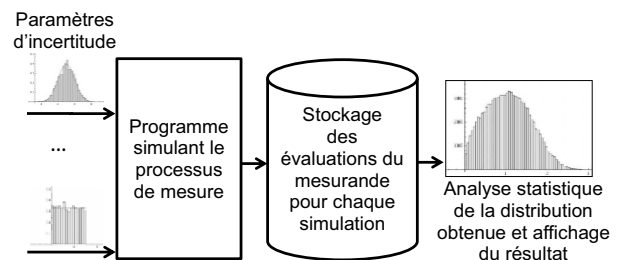 Paramètres
d'incertitude
...
Programme
simulant le
processus
de mesure
Stockage
des
évaluations du
mesurande
pour chaque
simulation
Analyse statistique
de la distribution
obtenue et affichage
du résultat